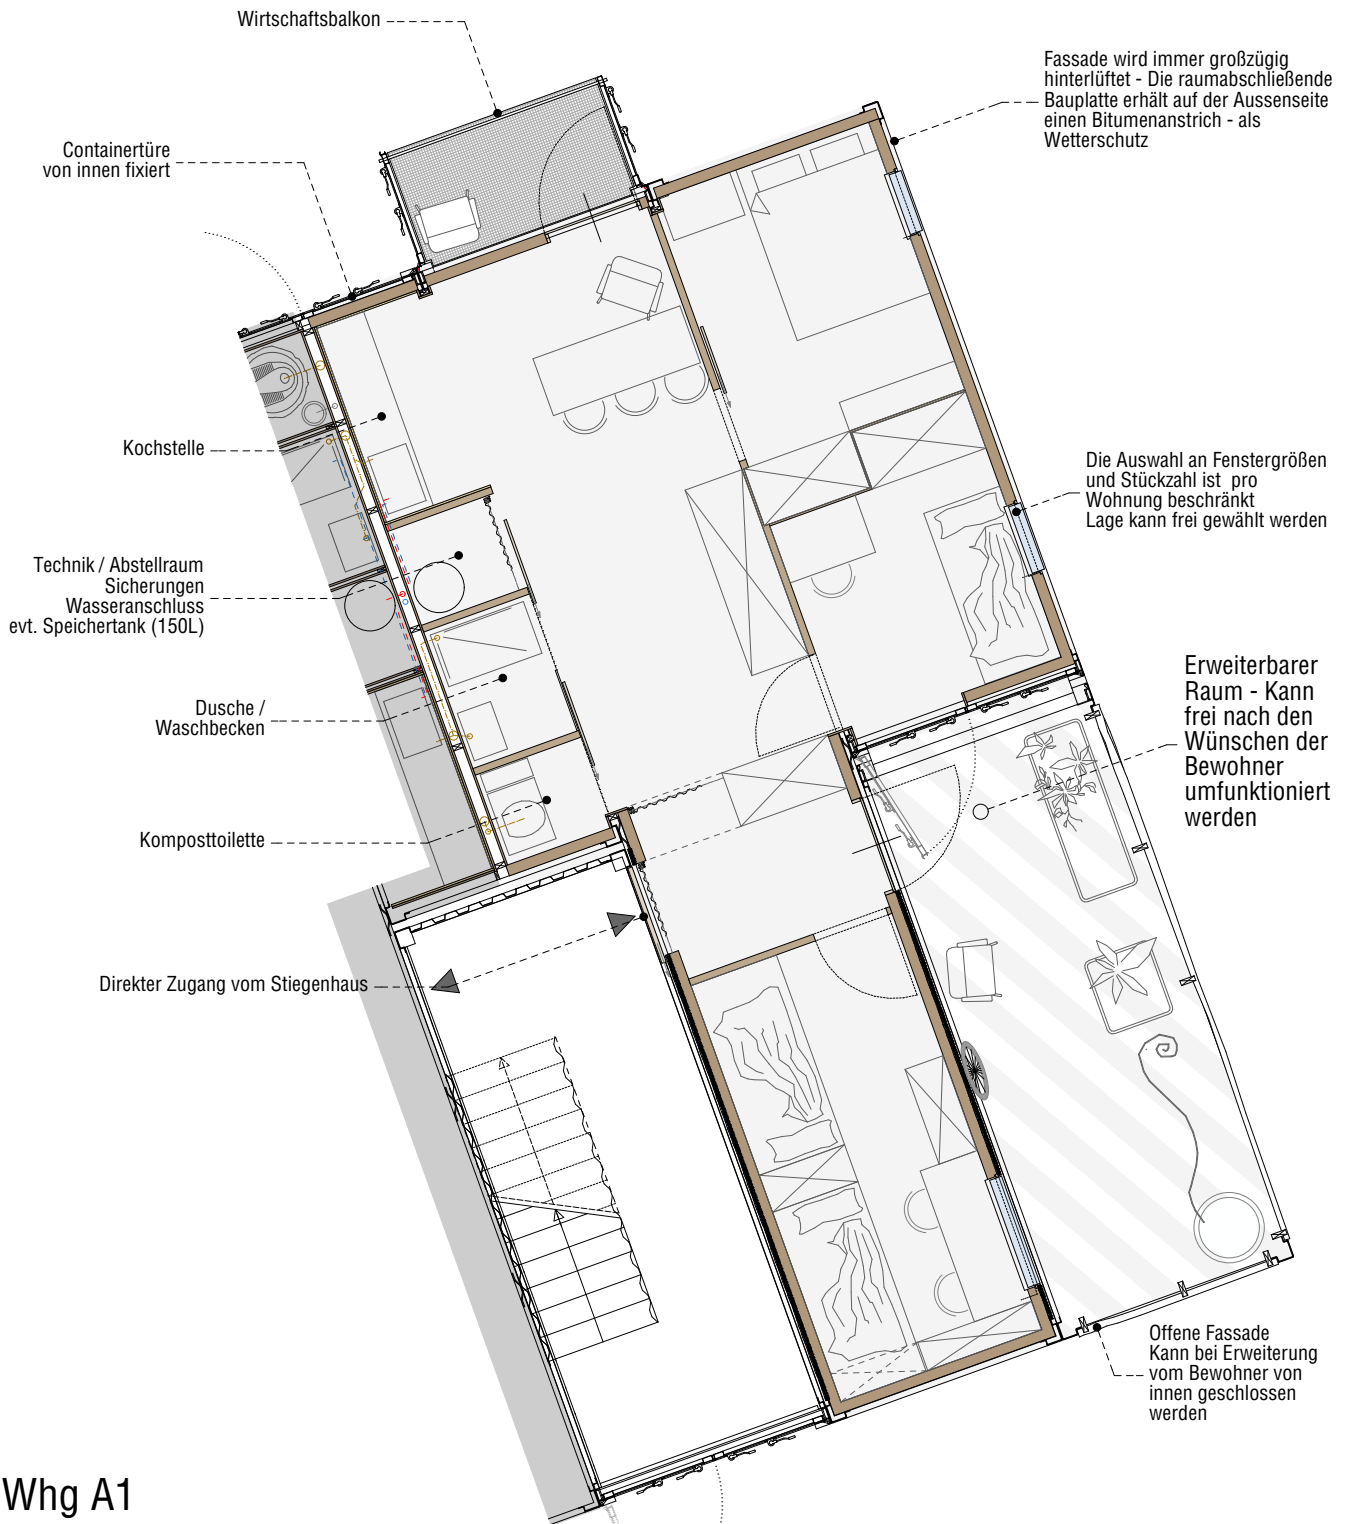 Wirtschaftsbalkon
Fassade wird immer großzügig
hinterlüftet - Die raumabschließende
Bauplatte erhält auf der Aussenseite
einen Bitumenanstrich - als
Wetterschutz
Containertüre
von innen fixiert
Kochstelle
Die Auswahl an Fenstergrößen
und Stückzahl ist pro
Wohnung beschränkt
Lage kann frei gewählt werden
Technik / Abstellraum
Sicherungen
Wasseranschluss
evt. Speichertank (150L)
Erweiterbarer
Raum - Kann
frei nach den
Wünschen der
Bewohner
umfunktioniert
werden
Dusche /
Waschbecken
Komposttoilette
Direkter Zugang vom Stiegenhaus
Offene Fassade
Kann bei Erweiterung
vom Bewohner von
innen geschlossen
werden
Whg A1